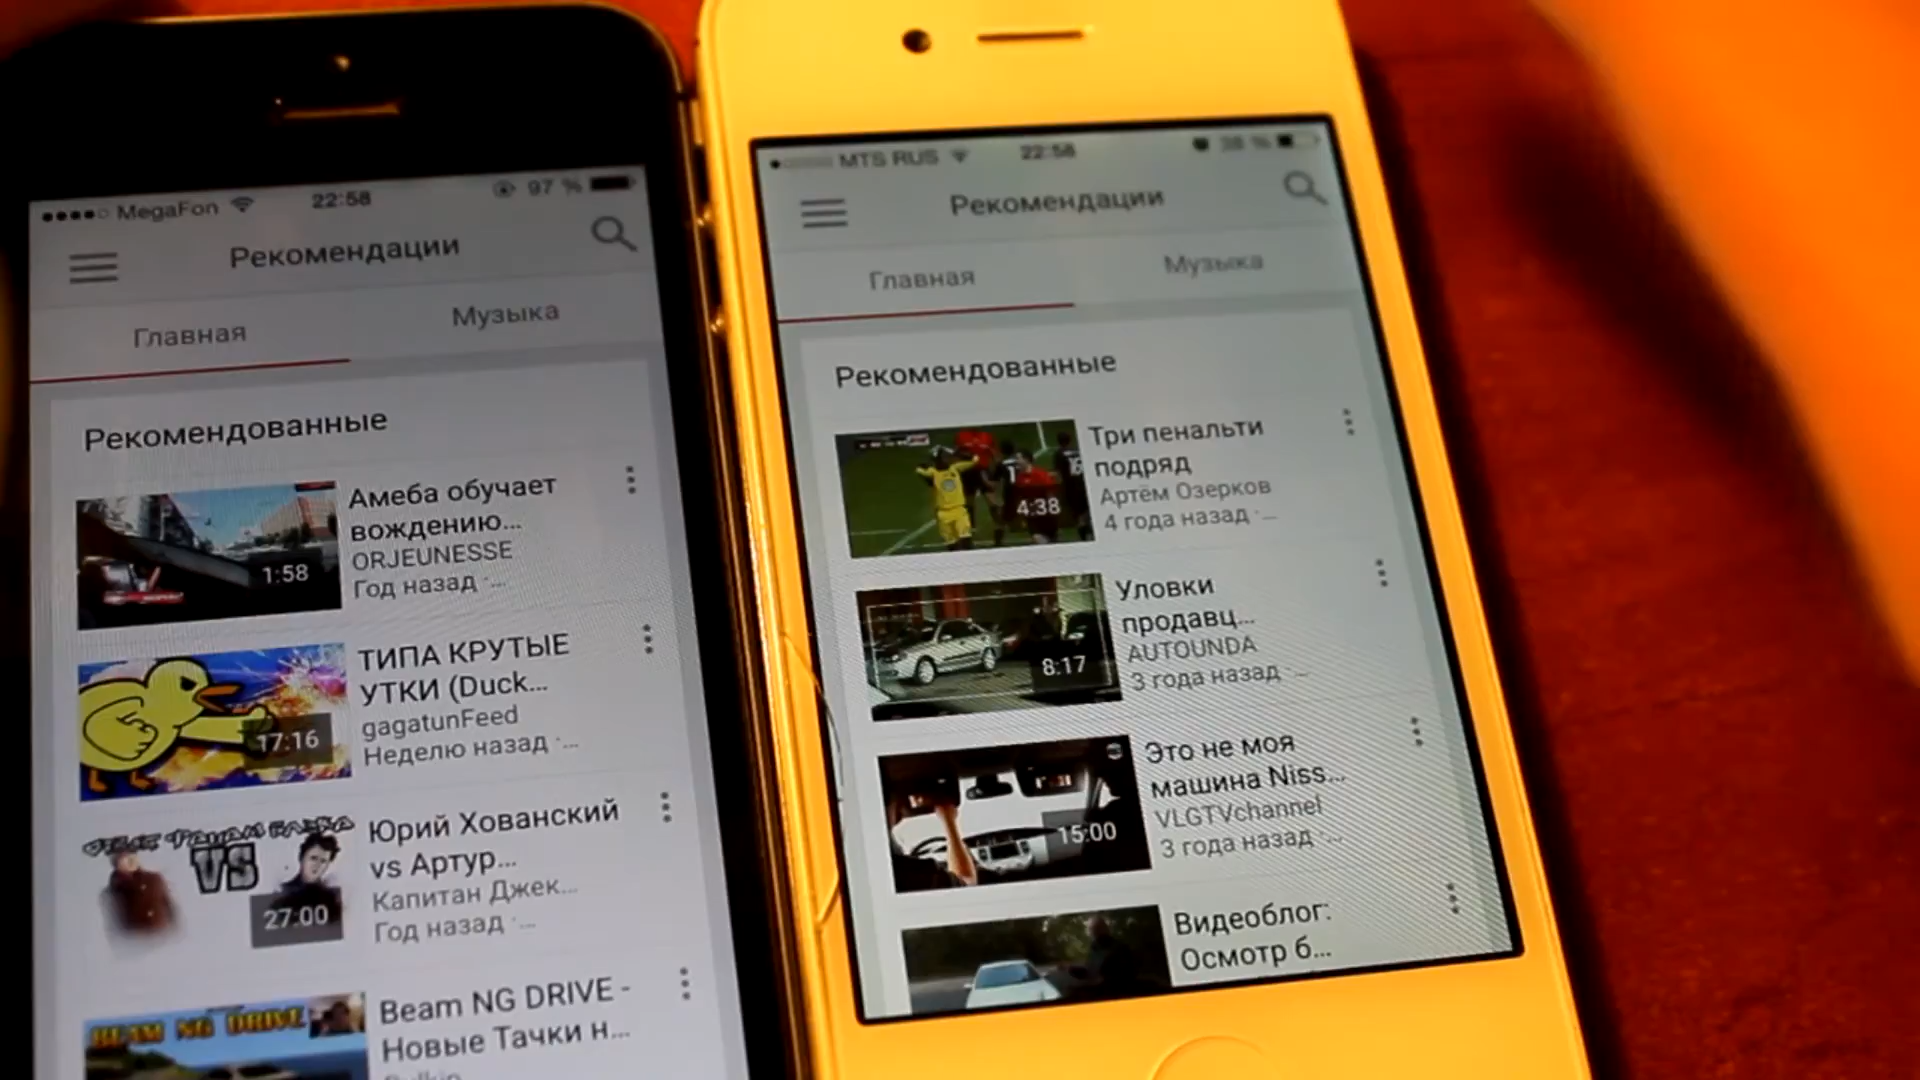 MegaFon 22:58 97 %
Рекомендации
Главная Музыка
Рекомендованные
Амеба обучает
вождению...
ORJEUNESSE
Год назад ·...
1:58
ТИПА КРУТЫЕ
УТКИ (Duck...
gagatunFeed
Неделю назад ·...
17:16
Юрий Хованский
vs Артур...
Капитан Джек...
Год назад ·...
VS
27:00
Beam NG DRIVE -
Новые Тачки н...
BEAM NG DRIVE
MTS RUS 22:58 38 %
Рекомендации
Главная Музыка
Рекомендованные
Три пенальти
подряд
Артём Озерков
4 года назад ·...
4:38
Уловки
продавц...
AUTOUNDA
3 года назад ·...
8:17
Это не моя
машина Niss...
VLGTVchannel
3 года назад ·...
15:00
Видеоблог:
Осмотр б...